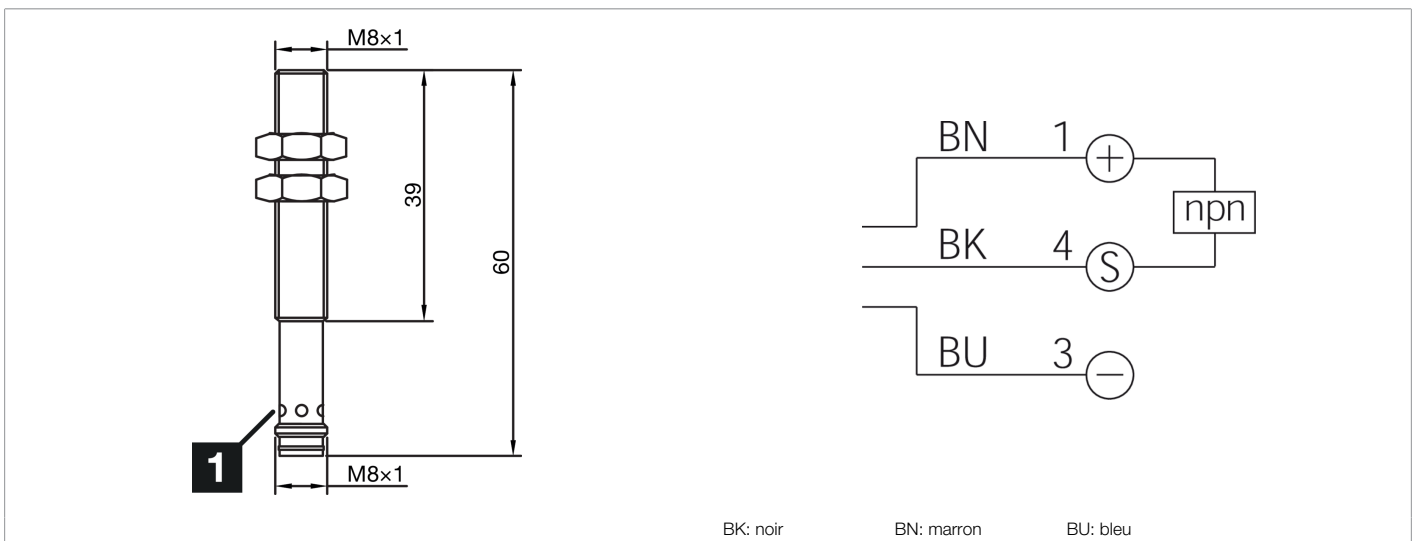 M8×1
39
60
1
M8×1
BN 1 +
npn
BK 4 S
BU 3 −
BK: noir BN: marron BU: bleu